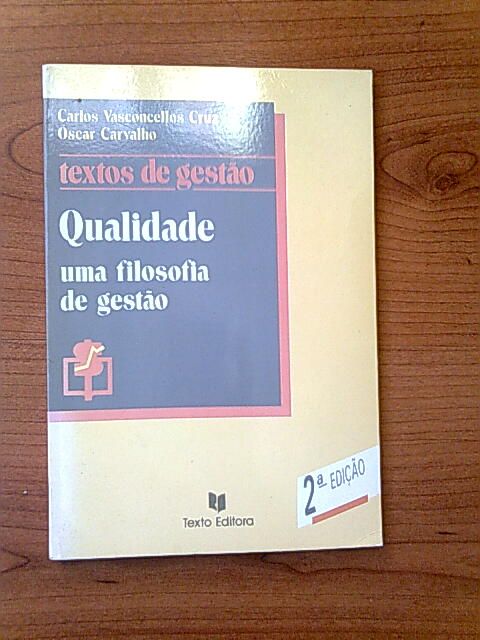 Carlos Vasconcellos Cruz
Óscar Carvalho
textos de gestão
Qualidade
uma filosofia
de gestão
2ª EDIÇÃO
Texto Editora